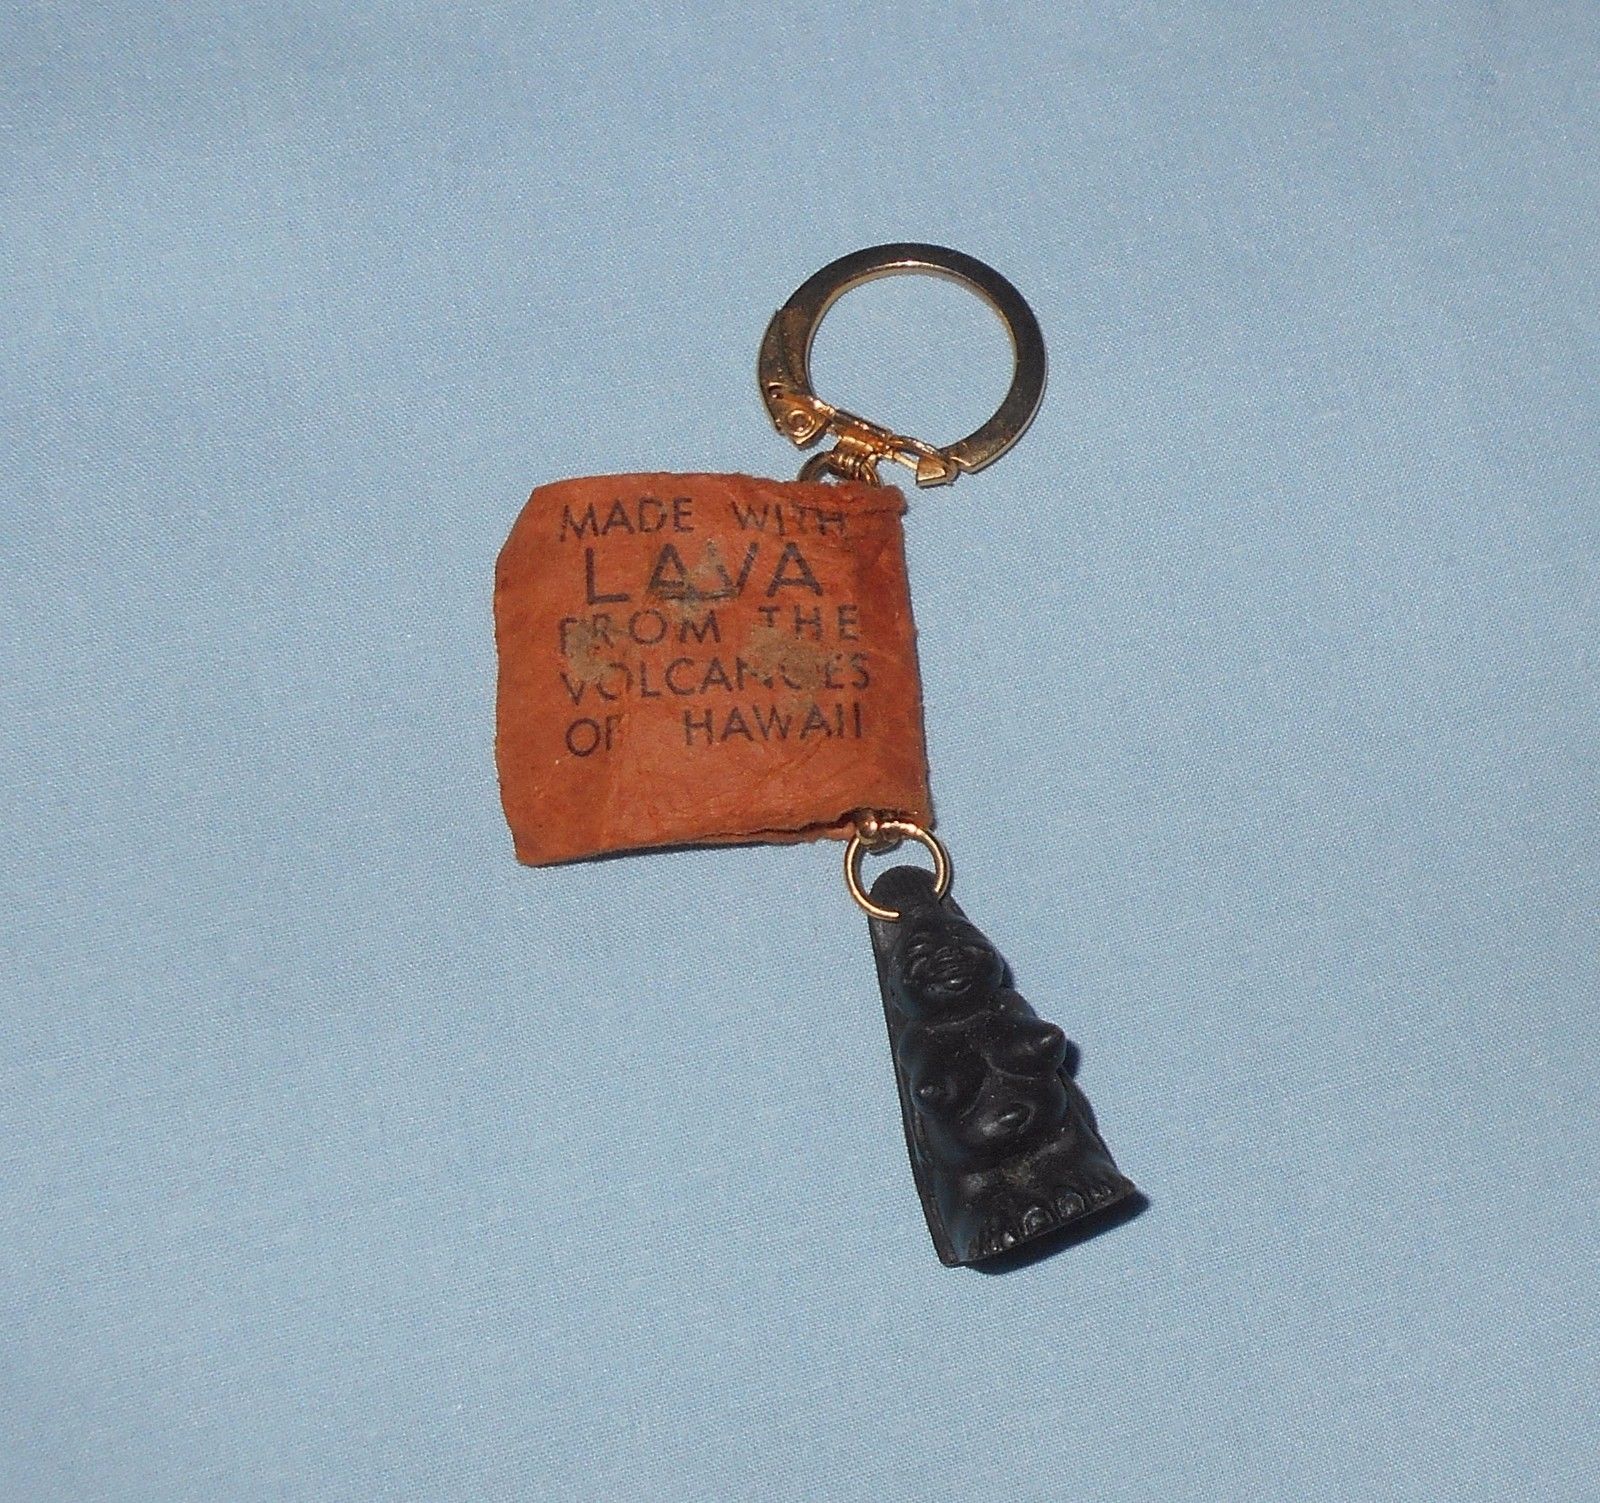 MADE WITH
LAVA
FROM THE
VOLCANOES
OF HAWAII